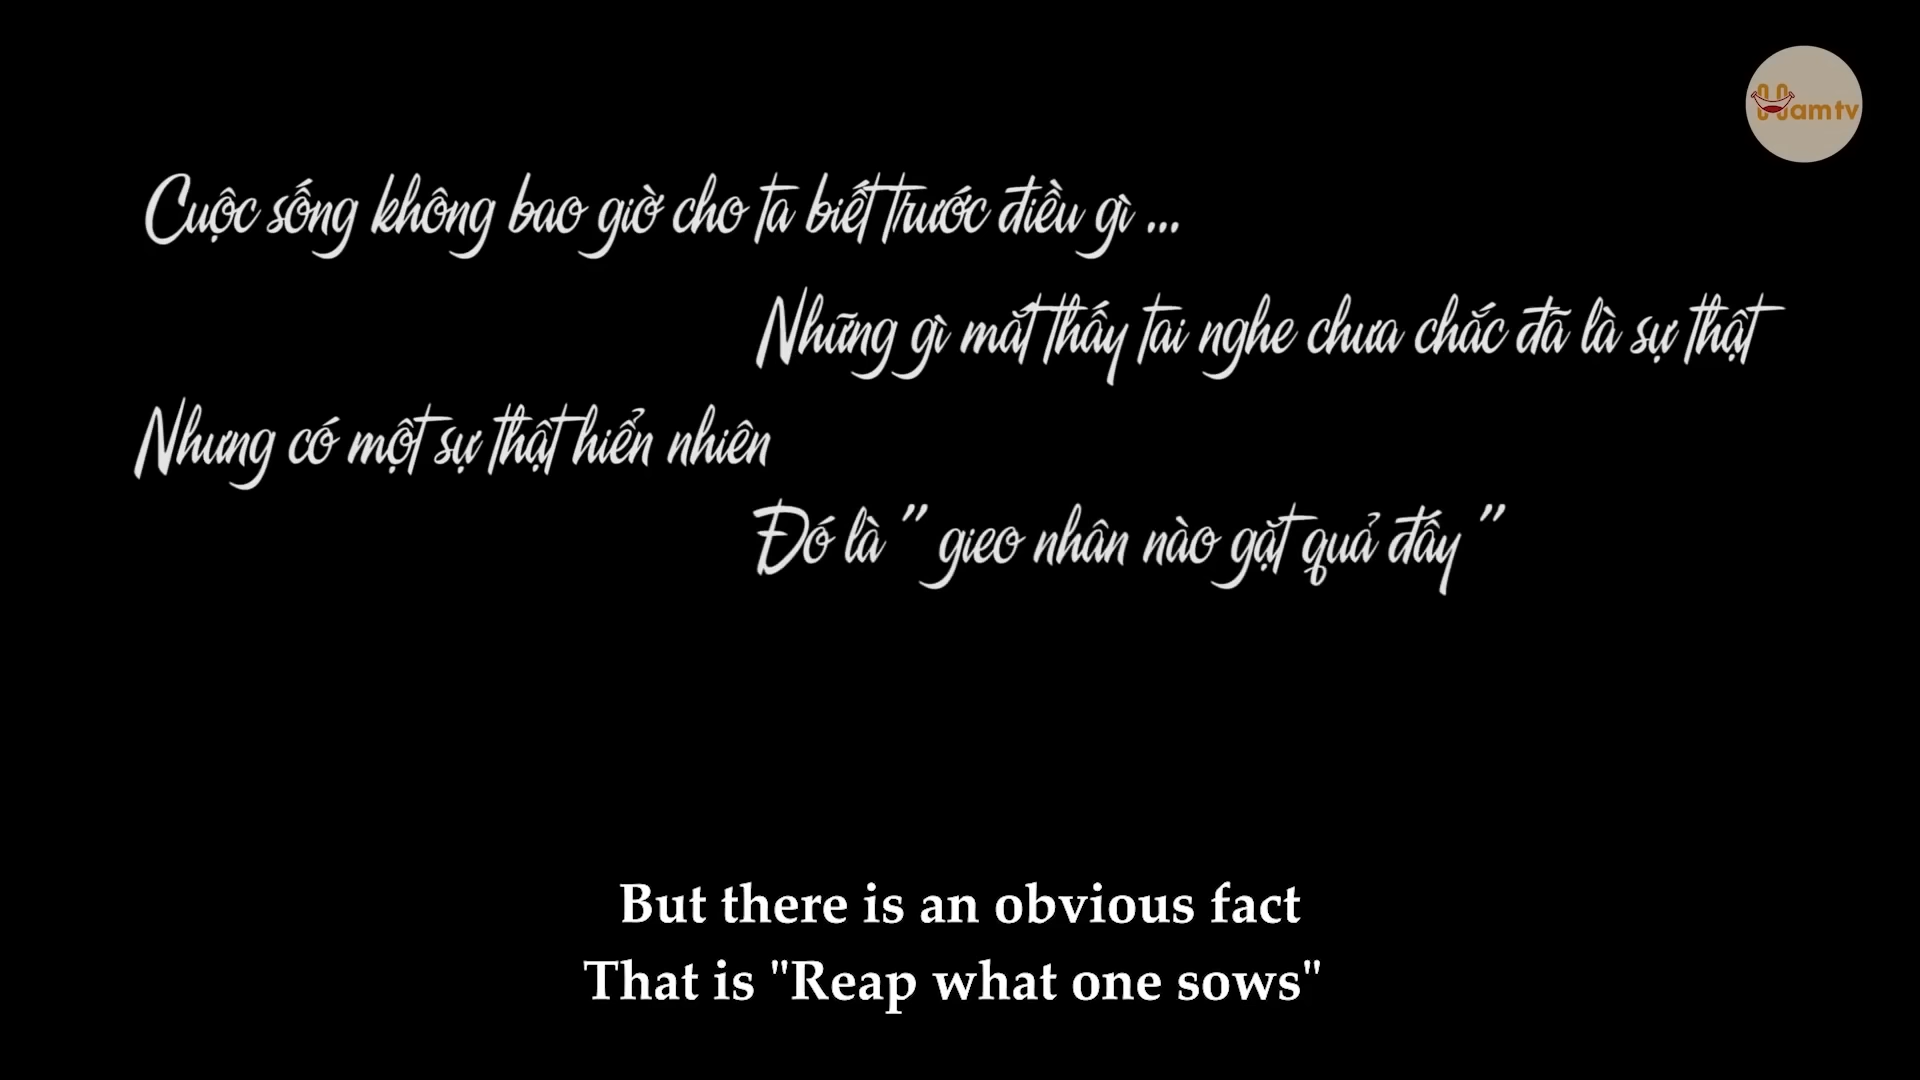 Hamtv
Cuộc sống không bao giờ cho ta biết trước điều gì ...
Những gì mắt thấy tai nghe chưa chắc đã là sự thật
Nhưng có một sự thật hiển nhiên
Đó là " gieo nhân nào gặt quả đấy "
But there is an obvious fact
That is "Reap what one sows"